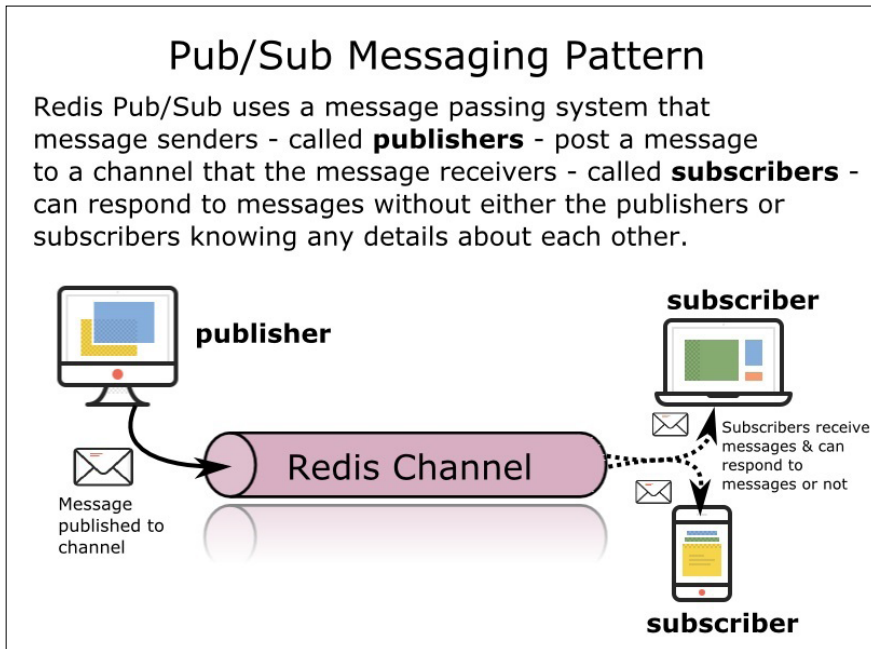 Pub/Sub Messaging Pattern
Redis Pub/Sub uses a message passing system that
message senders - called publishers - post a message
to a channel that the message receivers - called subscribers -
can respond to messages without either the publishers or
subscribers knowing any details about each other.
publisher
subscriber
Redis Channel
Message
published to
channel
Subscribers receive
messages & can
respond to
messages or not
subscriber